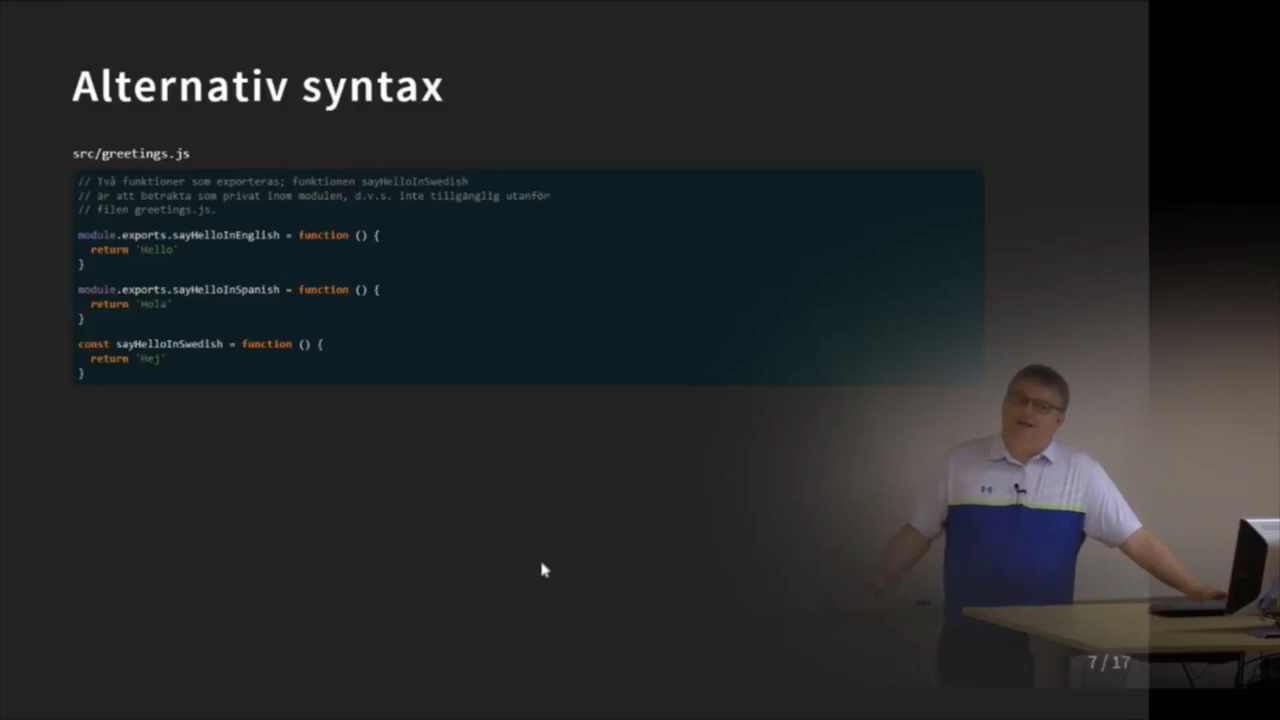 Alternativ syntax
src/greetings.js
// Två funktioner som exporteras; funktionen sayHelloInSwedish
// är att betrakta som privat inom modulen, d.v.s. inte tillgänglig utanför
// filen greetings.js.
module.exports.sayHelloInEnglish = function () {
return 'Hello'
}
module.exports.sayHelloInSpanish = function () {
return 'Hola'
}
const sayHelloInSwedish = function () {
return 'Hej'
}
7/17